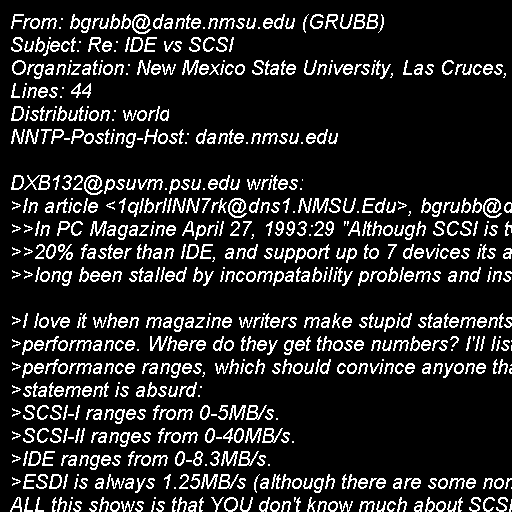 From: bgrubb@dante.nmsu.edu (GRUBB)
Subject: Re: IDE vs SCSI
Organization: New Mexico State University, Las Cruces,
Lines: 44
Distribution: world
NNTP-Posting-Host: dante.nmsu.edu

DXB132@psuvm.psu.edu writes:
>In article <1qlbrlINN7rk@dns1.NMSU.Edu>, bgrubb@d
>>In PC Magazine April 27, 1993:29 "Although SCSI is tw
>>20% faster than IDE, and support up to 7 devices its a
>>long been stalled by incompatability problems and ins

>I love it when magazine writers make stupid statements
>performance. Where do they get those numbers? I'll list
>performance ranges, which should convince anyone tha
>statement is absurd:
>SCSI-I ranges from 0-5MB/s.
>SCSI-II ranges from 0-40MB/s.
>IDE ranges from 0-8.3MB/s.
>ESDI is always 1.25MB/s (although there are some non
ALL this shows is that YOU don't know much about SCSI